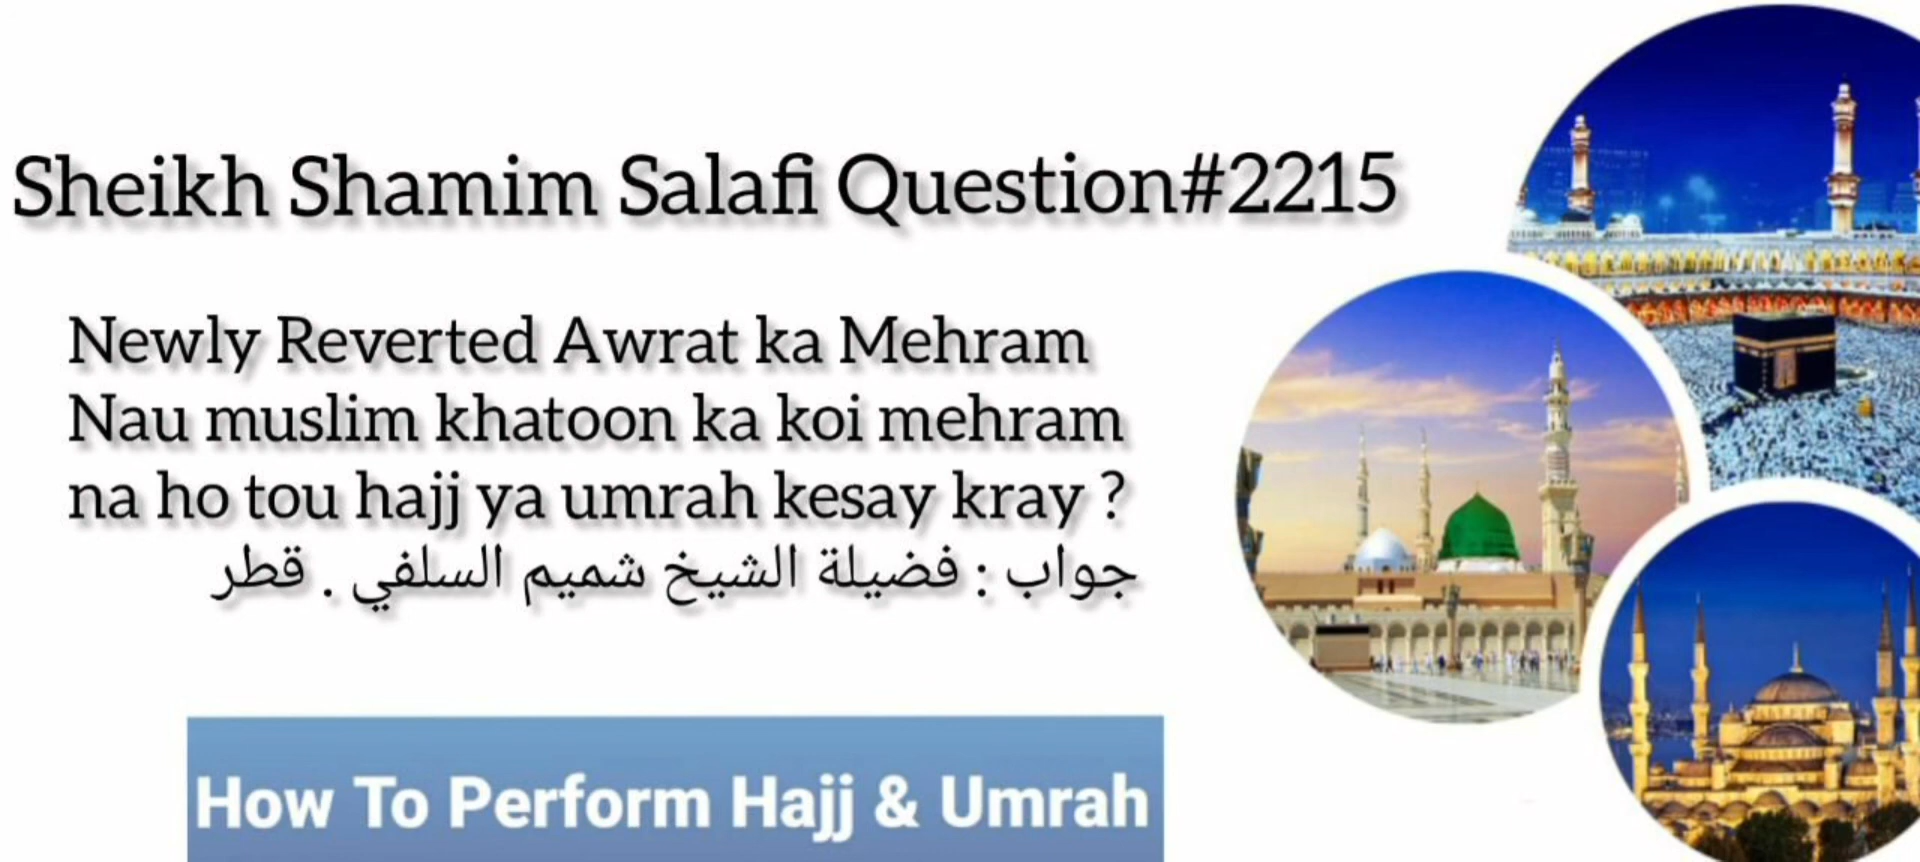 Sheikh Shamim Salafi Question#2215
Newly Reverted Awrat ka Mehram
Nau muslim khatoon ka koi mehram
na ho tou hajj ya umrah kesay kray ?
جواب : فضيلة الشيخ شميم السلفي . قطر
How To Perform Hajj & Umrah